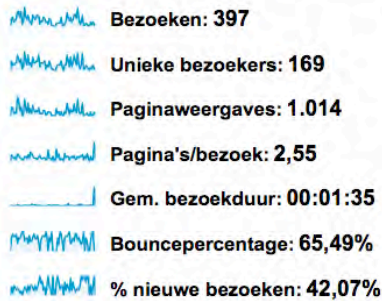 Bezoeken: 397
Unieke bezoekers: 169
Paginaweergaves: 1.014
Pagina's/bezoek: 2,55
Gem. bezoekduur: 00:01:35
Bouncepercentage: 65,49%
% nieuwe bezoeken: 42,07%